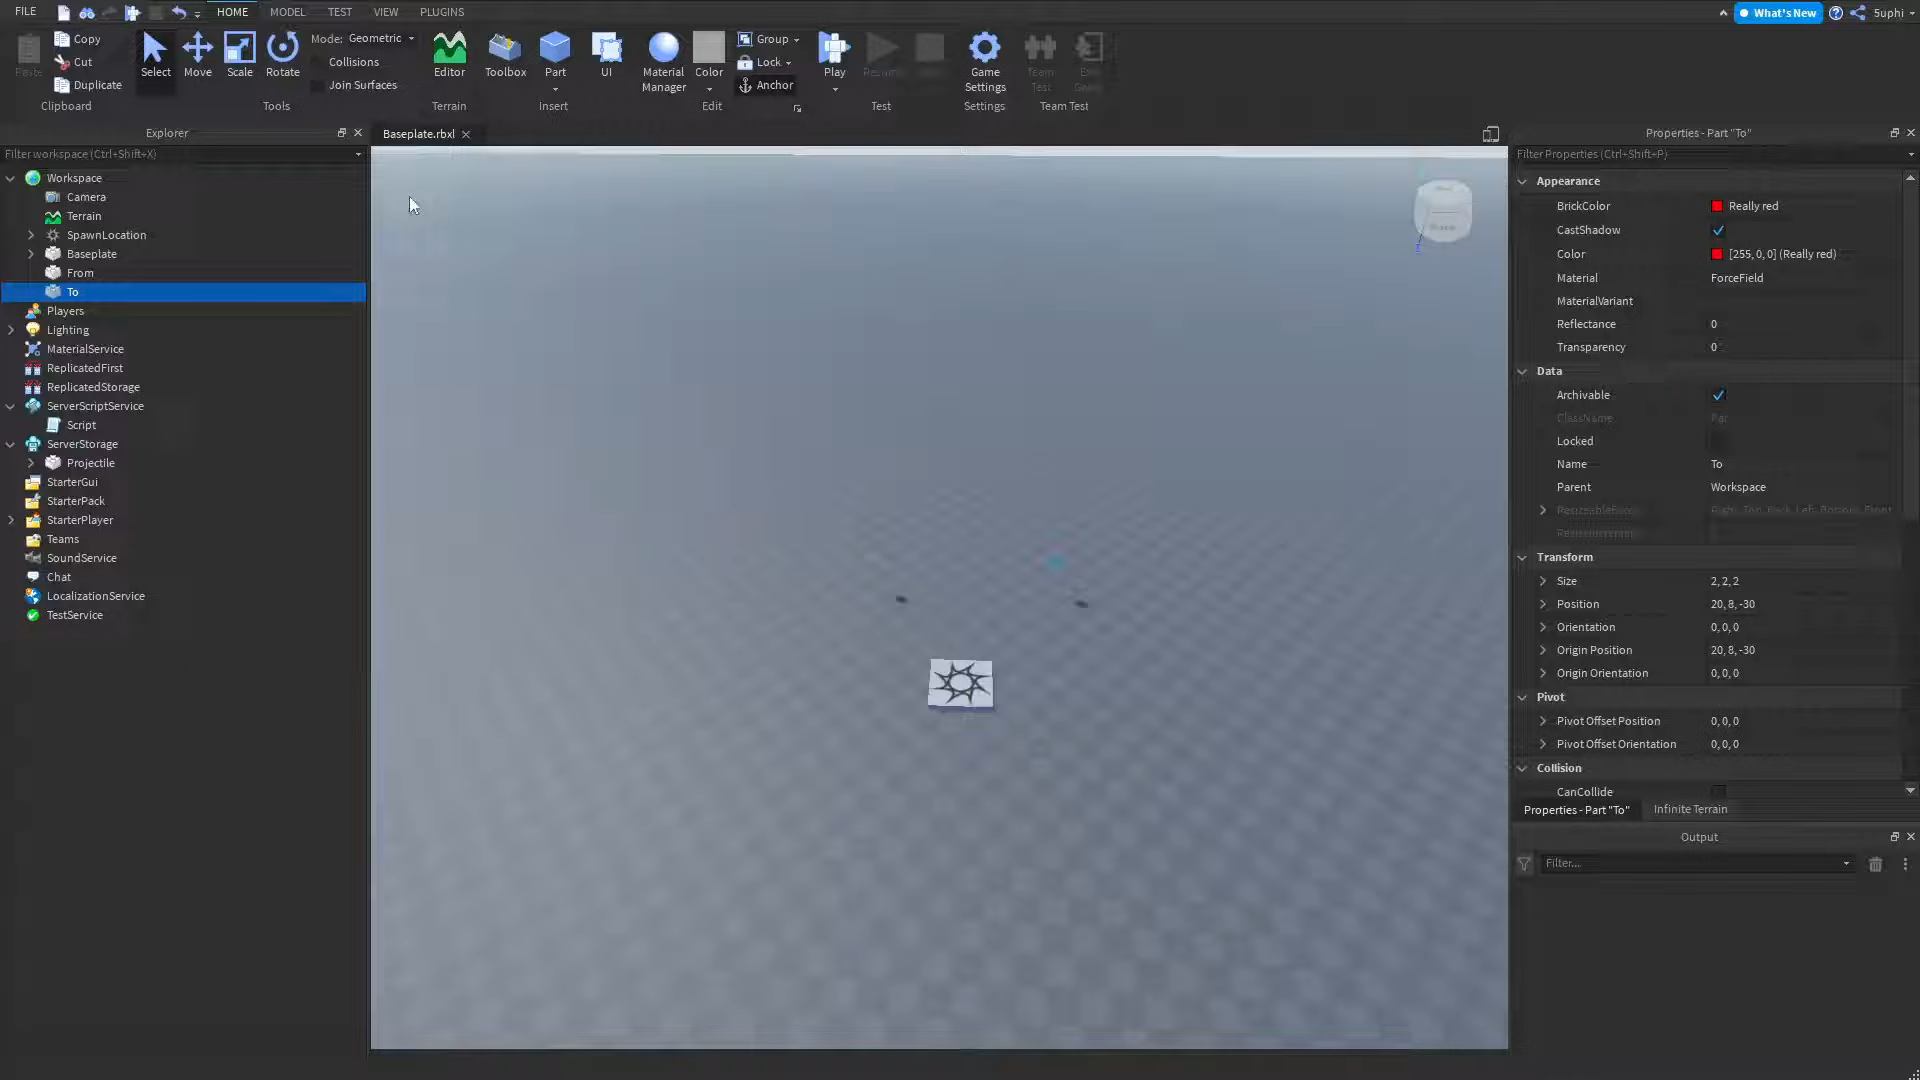 FILE HOME MODEL TEST VIEW PLUGINS What's New 5uphi
Copy
Cut
Duplicate
Clipboard
Select
Move
Scale
Rotate
Mode: Geometric
Collisions
Join Surfaces
Tools
Editor
Terrain
Toolbox
Part
UI
Insert
Material Manager
Color
Group
Lock
Anchor
Edit
Play
Test
Game Settings
Settings
Team Test
Team Test
Explorer
Filter workspace (Ctrl+Shift+X)
Workspace
Camera
Terrain
SpawnLocation
Baseplate
From
To
Players
Lighting
MaterialService
ReplicatedFirst
ReplicatedStorage
ServerScriptService
Script
ServerStorage
Projectile
StarterGui
StarterPack
StarterPlayer
Teams
SoundService
Chat
LocalizationService
TestService
Baseplate.rbxl
Properties - Part "To"
Filter Properties (Ctrl+Shift+P)
Appearance
BrickColor Really red
CastShadow
Color [255, 0, 0] (Really red)
Material ForceField
MaterialVariant
Reflectance 0
Transparency 0
Data
Archivable
ClassName
Locked
Name To
Parent Workspace
Transform
Size 2, 2, 2
Position 20, 8, -30
Orientation 0, 0, 0
Origin Position 20, 8, -30
Origin Orientation 0, 0, 0
Pivot
Pivot Offset Position 0, 0, 0
Pivot Offset Orientation 0, 0, 0
Collision
CanCollide
Properties - Part "To" Infinite Terrain
Output
Filter...